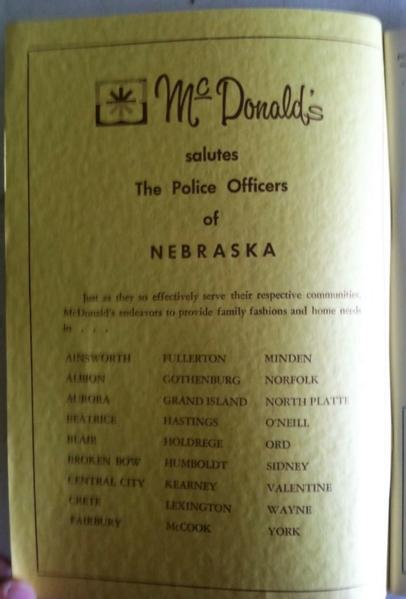 McDonald's
salutes
The Police Officers
of
NEBRASKA
Just as they so effectively serve their respective communities,
McDonald's endeavors to provide family fashions and home needs
in . . .
AINSWORTH FULLERTON MINDEN
ALBION GOTHENBURG NORFOLK
AURORA GRAND ISLAND NORTH PLATTE
BEATRICE HASTINGS O'NEILL
BLAIR HOLDREGE ORD
BROKEN BOW HUMBOLDT SIDNEY
CENTRAL CITY KEARNEY VALENTINE
CRETE LEXINGTON WAYNE
FAIRBURY McCOOK YORK